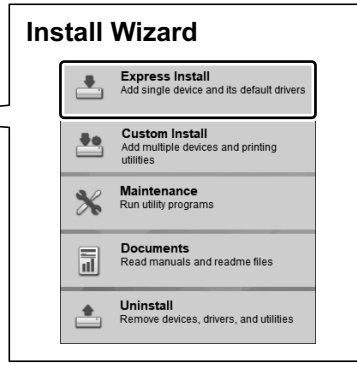 Install Wizard
Express Install
Add single device and its default drivers
Custom Install
Add multiple devices and printing
utilities
Maintenance
Run utility programs
Documents
Read manuals and readme files
Uninstall
Remove devices, drivers, and utilities